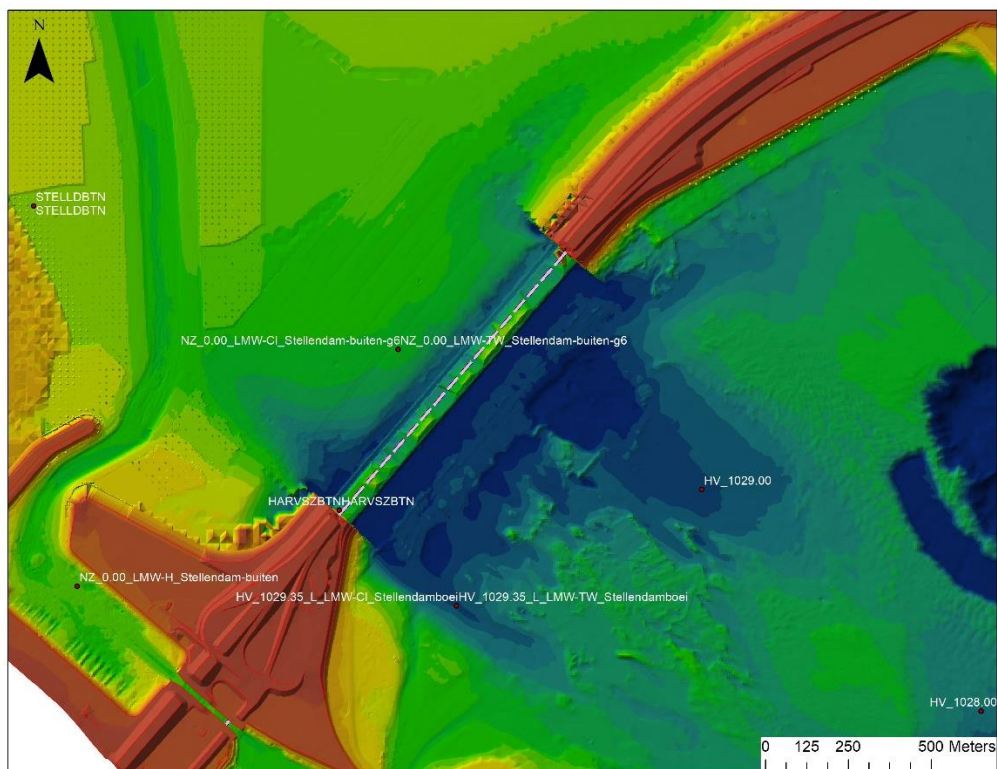 N
STELLDBTN
STELLDBTN
NZ_0.00_LMW-CI_Stellendam-buiten-g6NZ_0.00_LMW-TW_Stellendam-buiten-g6
HV_1029.00
HARVSZBTNHARVSZBTN
NZ_0.00_LMW-H_Stellendam-buiten
HV_1029.35_L_LMW-CI_StellendamboeiHV_1029.35_L_LMW-TW_Stellendamboei
HV_1028.00
0 125 250 500 Meters